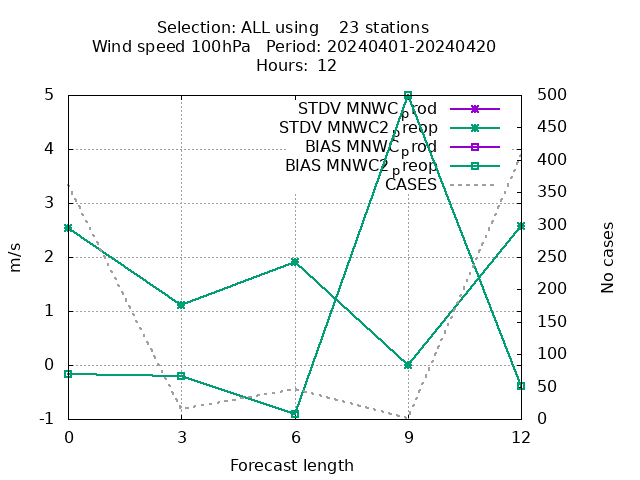 Selection: ALL using    23 stations
Wind speed 100hPa   Period: 20240401-20240420
Hours: 12
STDV MNWC_prod
STDV MNWC2_preop
BIAS MNWC_prod
BIAS MNWC2_preop
CASES
5
4
3
2
1
0
-1
500
450
400
350
300
250
200
150
100
50
0
m/s
No cases
0 3 6 9 12
Forecast length